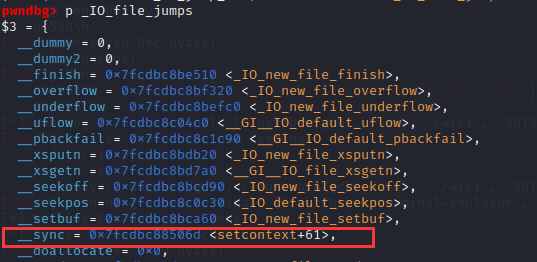 pwndbg> p _IO_file_jumps
$3 = {
__dummy = 0,
__dummy2 = 0,
__finish = 0x7fcdbc8be510 <_IO_new_file_finish>,
__overflow = 0x7fcdbc8bf320 <_IO_new_file_overflow>,
__underflow = 0x7fcdbc8befc0 <_IO_new_file_underflow>,
__uflow = 0x7fcdbc8c04c0 <__GI__IO_default_uflow>,
__pbackfail = 0x7fcdbc8c1c90 <__GI__IO_default_pbackfail>,
__xsputn = 0x7fcdbc8bdb20 <_IO_new_file_xsputn>,
__xsgetn = 0x7fcdbc8bd7a0 <__GI__IO_file_xsgetn>,
__seekoff = 0x7fcdbc8bcd90 <_IO_new_file_seekoff>,
__seekpos = 0x7fcdbc8c0c30 <_IO_default_seekpos>,
__setbuf = 0x7fcdbc8bca60 <_IO_new_file_setbuf>,
__sync = 0x7fcdbc88506d <setcontext+61>,
__doallocate = 0x0,